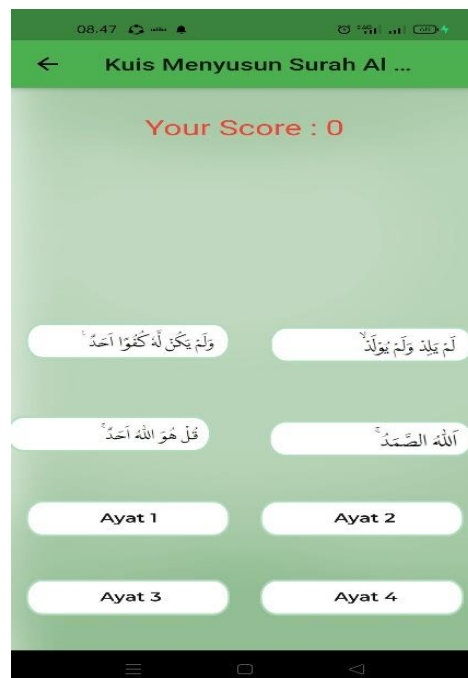 08.47
Kuis Menyusun Surah Al ...
Your Score : 0
وَلَمْ يَكُنْ لَّهٗ كُفُوًا اَحَدٌ ࣖ
لَمْ يَلِدْ وَلَمْ يُوْلَدْۙ
قُلْ هُوَ اللّٰهُ اَحَدٌۚ
اَللّٰهُ الصَّمَدُۚ
Ayat 1
Ayat 2
Ayat 3
Ayat 4